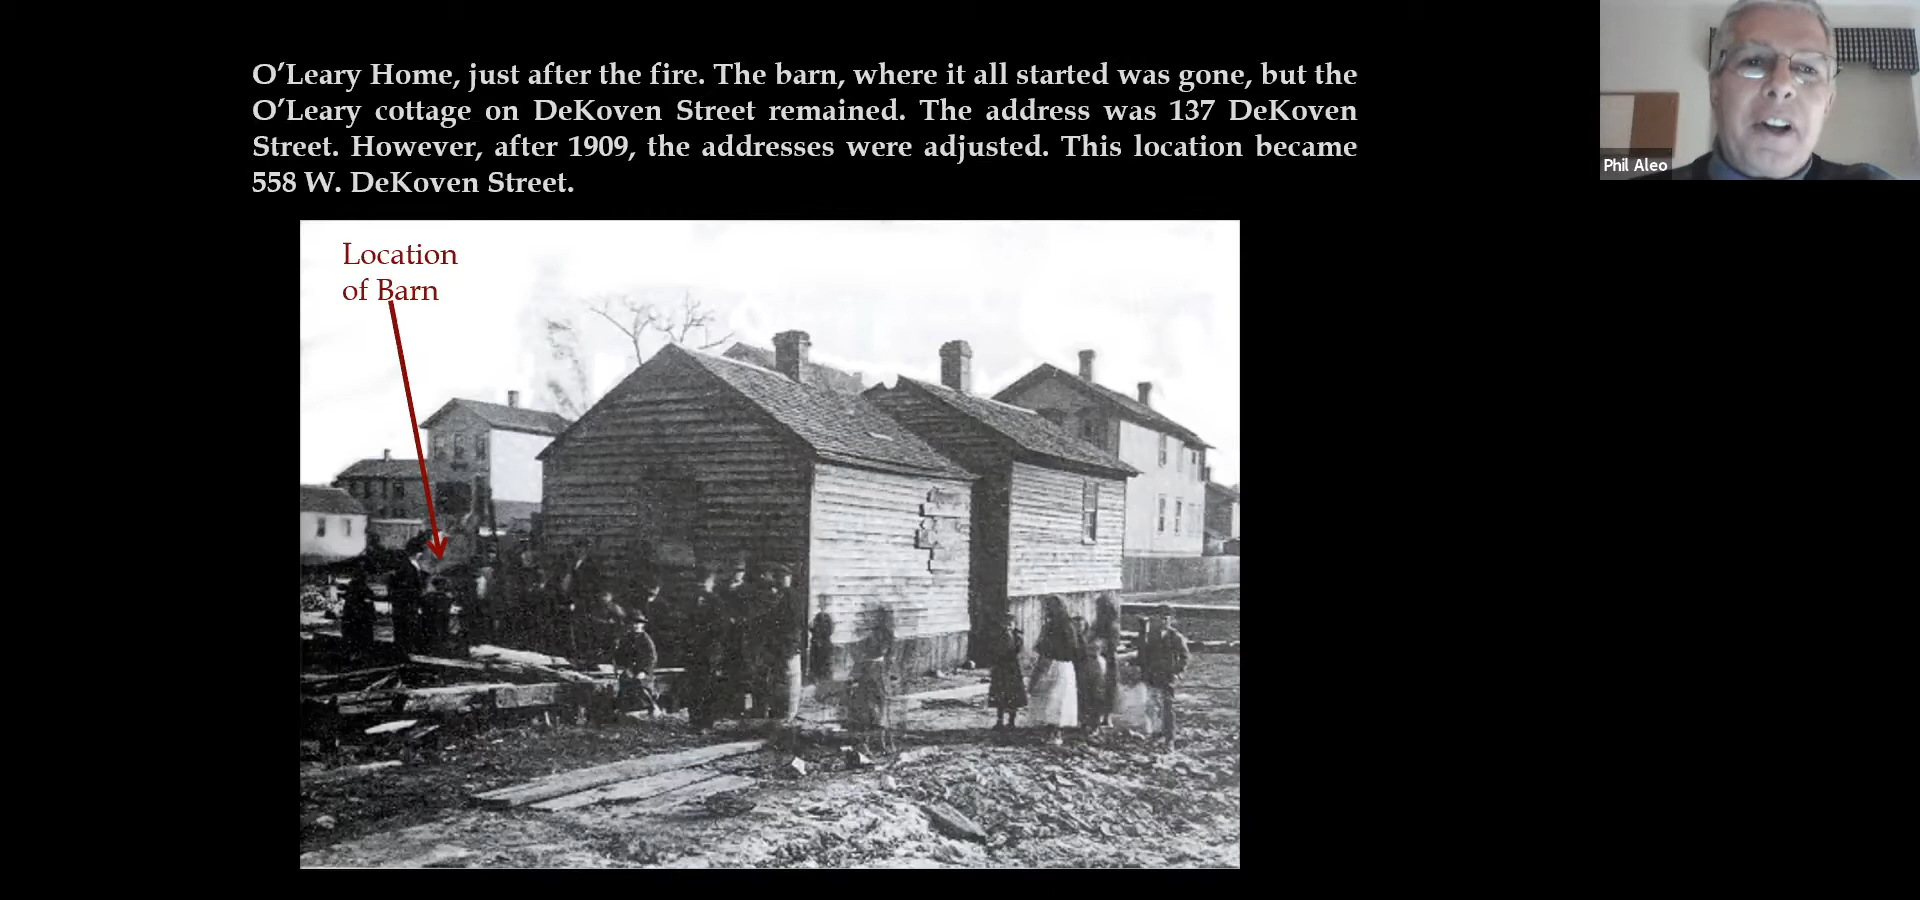 O’Leary Home, just after the fire. The barn, where it all started was gone, but the
O’Leary cottage on DeKoven Street remained. The address was 137 DeKoven
Street. However, after 1909, the addresses were adjusted. This location became
558 W. DeKoven Street.
Phil Aleo
Location
of Barn